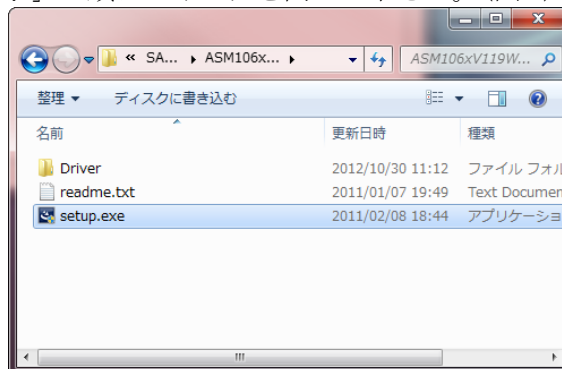 « SA... ▸ ASM106x... ▸ ASM106xV119W...
整理 ▼ ディスクに書き込む
名前 更新日時 種類
Driver 2012/10/30 11:12 ファイル フォル
readme.txt 2011/01/07 19:49 Text Documen
setup.exe 2011/02/08 18:44 アプリケーショ